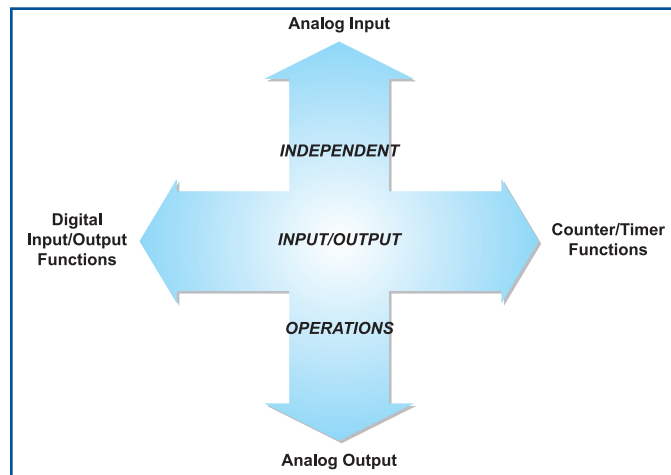 Analog Input
INDEPENDENT
Digital
Input/Output
Functions
INPUT/OUTPUT
Counter/Timer
Functions
OPERATIONS
Analog Output